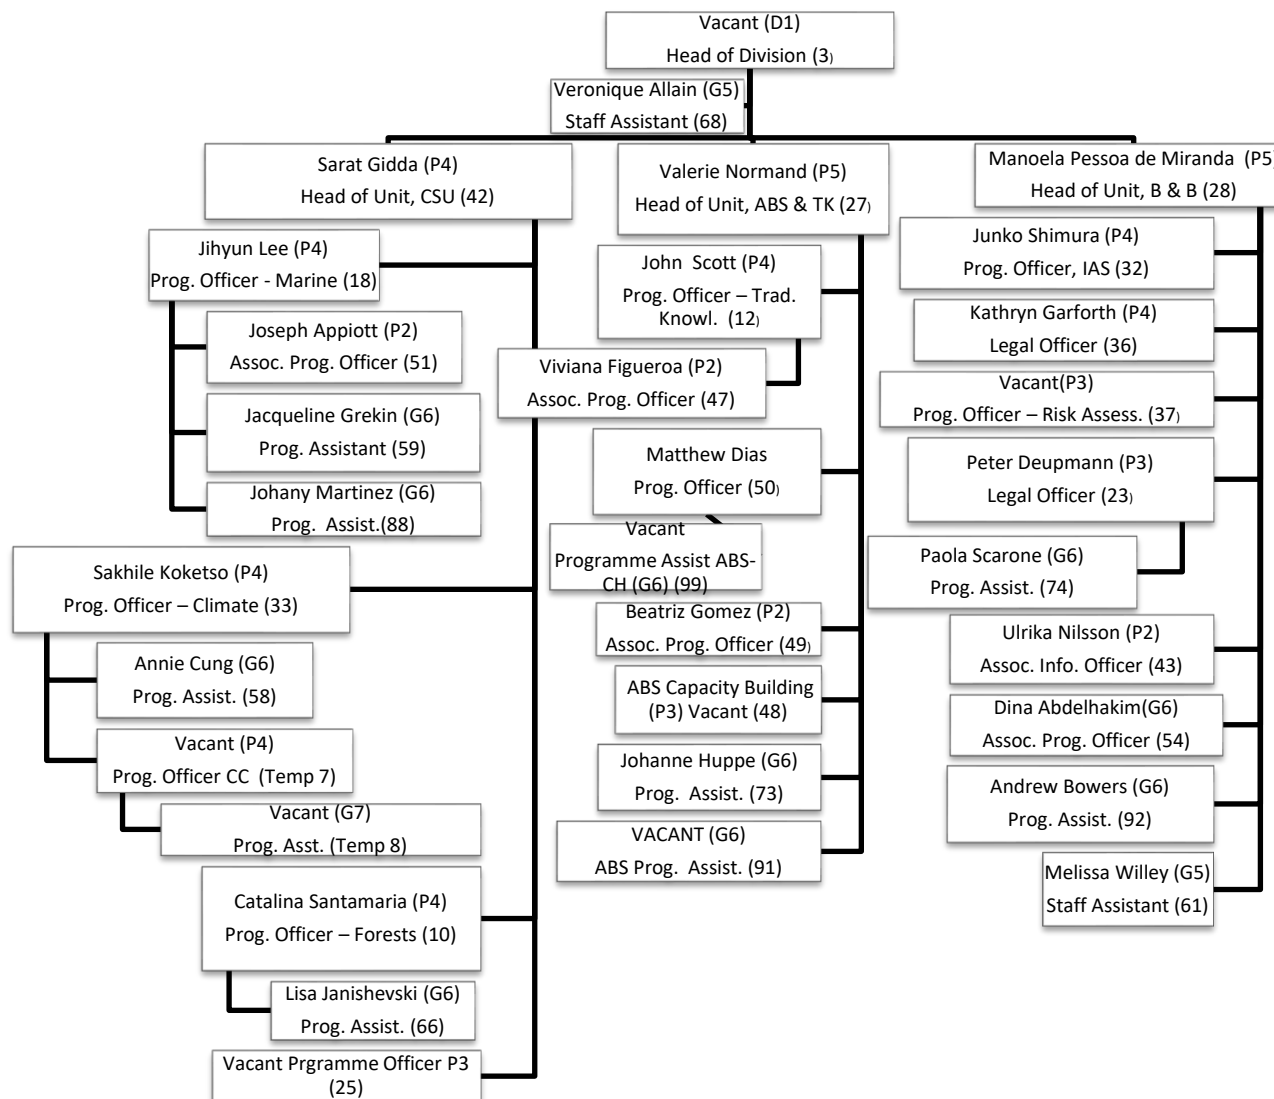 Vacant (D1)
Head of Division (3)
Veronique Allain (G5)
Staff Assistant (68)
Sarat Gidda (P4)
Head of Unit, CSU (42)
Jihyun Lee (P4)
Prog. Officer - Marine (18)
Joseph Appiott (P2)
Assoc. Prog. Officer (51)
Jacqueline Grekin (G6)
Prog. Assistant (59)
Johany Martinez (G6)
Prog. Assist.(88)
Sakhile Koketso (P4)
Prog. Officer – Climate (33)
Annie Cung (G6)
Prog. Assist. (58)
Vacant (P4)
Prog. Officer CC (Temp 7)
Vacant (G7)
Prog. Asst. (Temp 8)
Catalina Santamaria (P4)
Prog. Officer – Forests (10)
Lisa Janishevski (G6)
Prog. Assist. (66)
Vacant Prgramme Officer P3
(25)
Valerie Normand (P5)
Head of Unit, ABS & TK (27)
John Scott (P4)
Prog. Officer – Trad.
Knowl. (12)
Viviana Figueroa (P2)
Assoc. Prog. Officer (47)
Matthew Dias
Prog. Officer (50)
Vacant
Programme Assist ABS-
CH (G6) (99)
Beatriz Gomez (P2)
Assoc. Prog. Officer (49)
ABS Capacity Building
(P3) Vacant (48)
Johanne Huppe (G6)
Prog. Assist. (73)
VACANT (G6)
ABS Prog. Assist. (91)
Manoela Pessoa de Miranda (P5)
Head of Unit, B & B (28)
Junko Shimura (P4)
Prog. Officer, IAS (32)
Kathryn Garforth (P4)
Legal Officer (36)
Vacant(P3)
Prog. Officer – Risk Assess. (37)
Peter Deupmann (P3)
Legal Officer (23)
Paola Scarone (G6)
Prog. Assist. (74)
Ulrika Nilsson (P2)
Assoc. Info. Officer (43)
Dina Abdelhakim(G6)
Assoc. Prog. Officer (54)
Andrew Bowers (G6)
Prog. Assist. (92)
Melissa Willey (G5)
Staff Assistant (61)